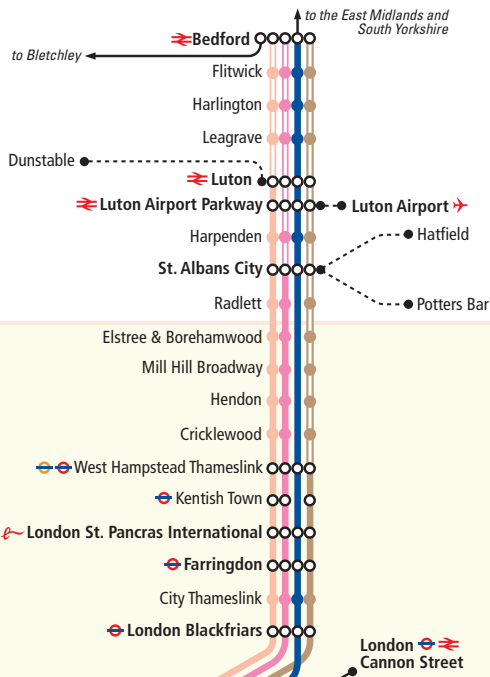 to the East Midlands and
South Yorkshire
Bedford
to Bletchley
Flitwick
Harlington
Leagrave
Dunstable
Luton
Luton Airport Parkway
Luton Airport
Harpenden
Hatfield
St. Albans City
Radlett
Potters Bar
Elstree & Borehamwood
Mill Hill Broadway
Hendon
Cricklewood
West Hampstead Thameslink
Kentish Town
London St. Pancras International
Farringdon
City Thameslink
London Blackfriars
London
Cannon Street